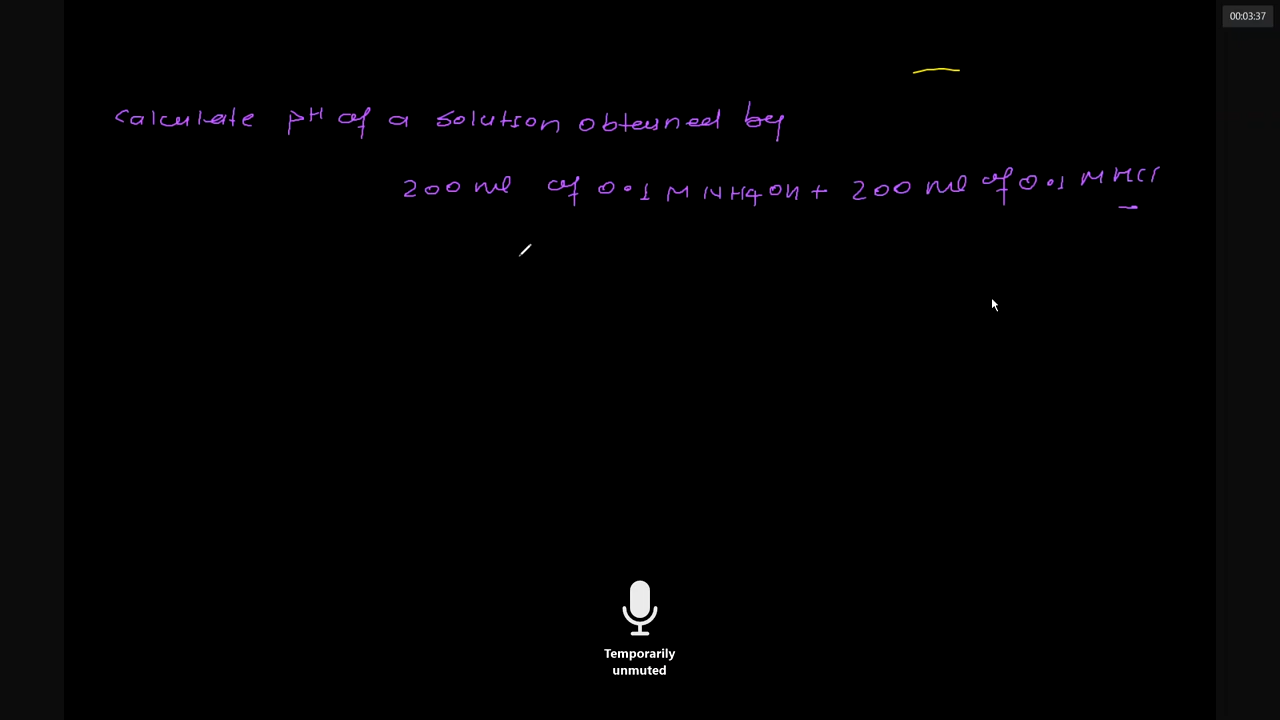 00:03:37
Calculate pH of a solution obtained by
200 ml of 0.1 M NH4OH + 200 ml of 0.1 M HCl
Temporarily
unmuted